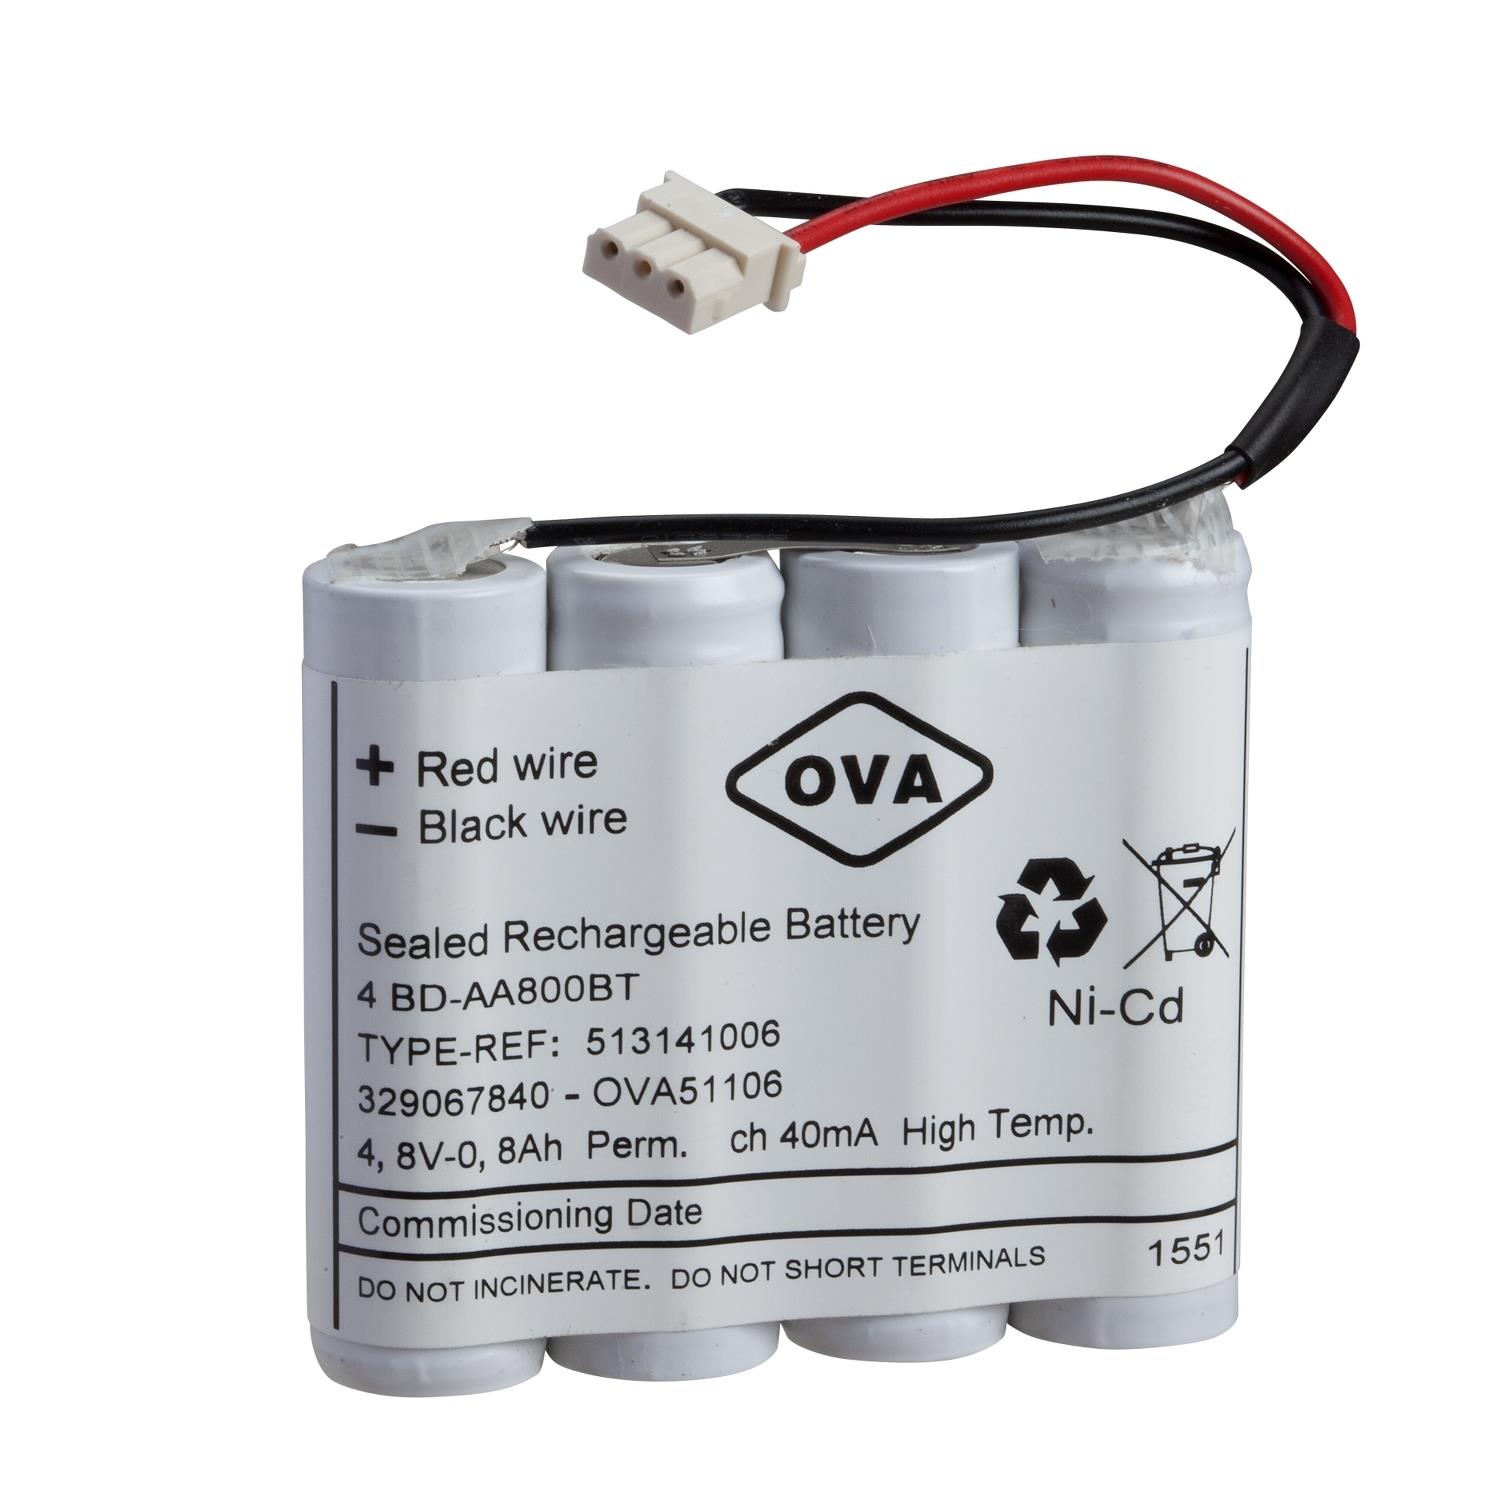 + Red wire
− Black wire
OVA
Sealed Rechargeable Battery
4 BD-AA800BT
TYPE-REF: 513141006
329067840 - OVA51106
4, 8V-0, 8Ah Perm. ch 40mA High Temp.
Ni-Cd
Commissioning Date
DO NOT INCINERATE. DO NOT SHORT TERMINALS
1551